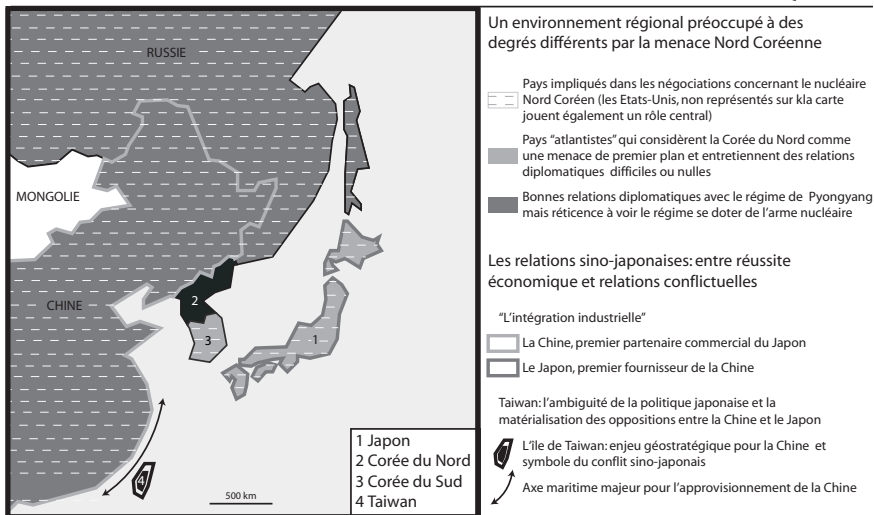 RUSSIE
MONGOLIE
CHINE
2
3
1
4
500 km
1 Japon
2 Corée du Nord
3 Corée du Sud
4 Taiwan
Un environnement régional préoccupé à des
degrés différents par la menace Nord Coréenne
Pays impliqués dans les négociations concernant le nucléaire
Nord Coréen (les Etats-Unis, non représentés sur kla carte
jouent également un rôle central)
Pays "atlantistes" qui considèrent la Corée du Nord comme
une menace de premier plan et entretiennent des relations
diplomatiques difficiles ou nulles
Bonnes relations diplomatiques avec le régime de Pyongyang
mais réticence à voir le régime se doter de l'arme nucléaire
Les relations sino-japonaises: entre réussite
économique et relations conflictuelles
"L'intégration industrielle"
La Chine, premier partenaire commercial du Japon
Le Japon, premier fournisseur de la Chine
Taiwan: l'ambiguité de la politique japonaise et la
matérialisation des oppositions entre la Chine et le Japon
L'île de Taiwan: enjeu géostratégique pour la Chine et
symbole du conflit sino-japonais
Axe maritime majeur pour l'approvisionnement de la Chine